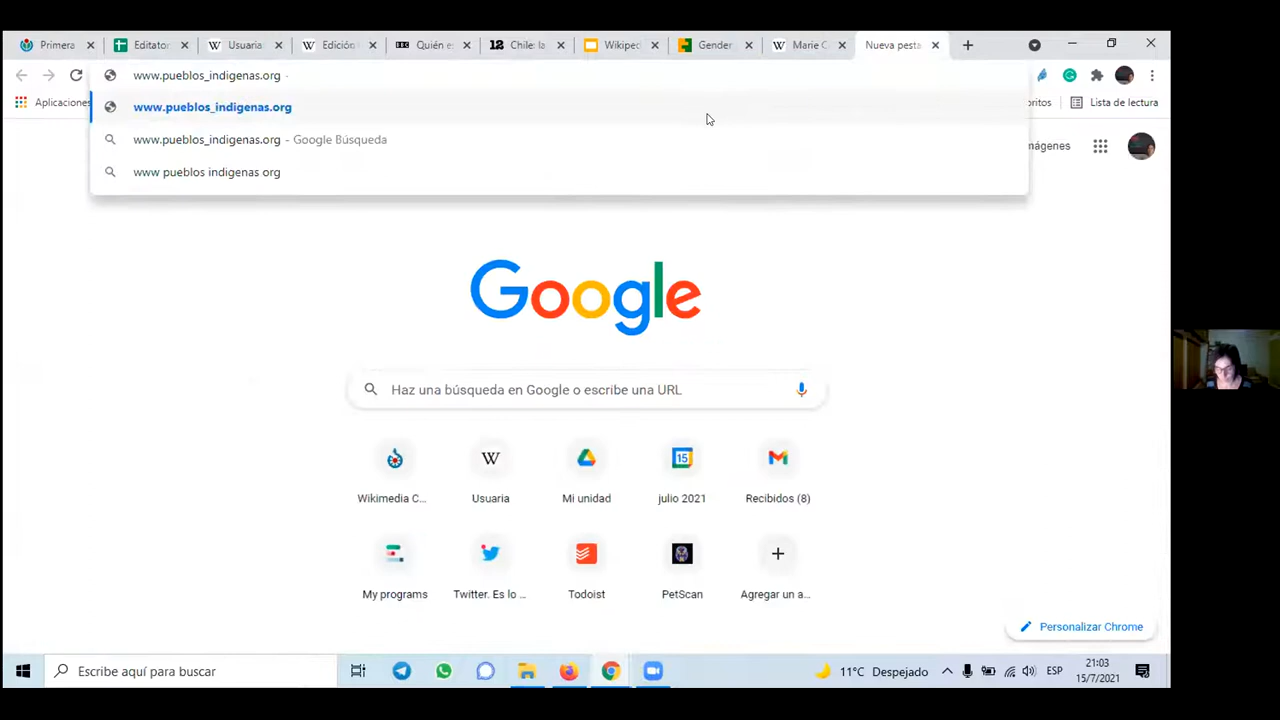 Primera
Editator
Usuaria
Edición
Quién e
12 Chile: la
Wikiped
Gender
Marie C
Nueva pesta
www.pueblos_indigenas.org
Aplicaciones
www.pueblos_indigenas.org
oritos
Lista de lectura
www.pueblos_indigenas.org - Google Búsqueda
mágenes
www pueblos indigenas org
Google
Haz una búsqueda en Google o escribe una URL
Wikimedia C...
Usuaria
Mi unidad
julio 2021
Recibidos (8)
15
My programs
Twitter. Es lo ...
Todoist
PetScan
Agregar un a...
Personalizar Chrome
Escribe aquí para buscar
11°C Despejado
ESP
21:03
15/7/2021